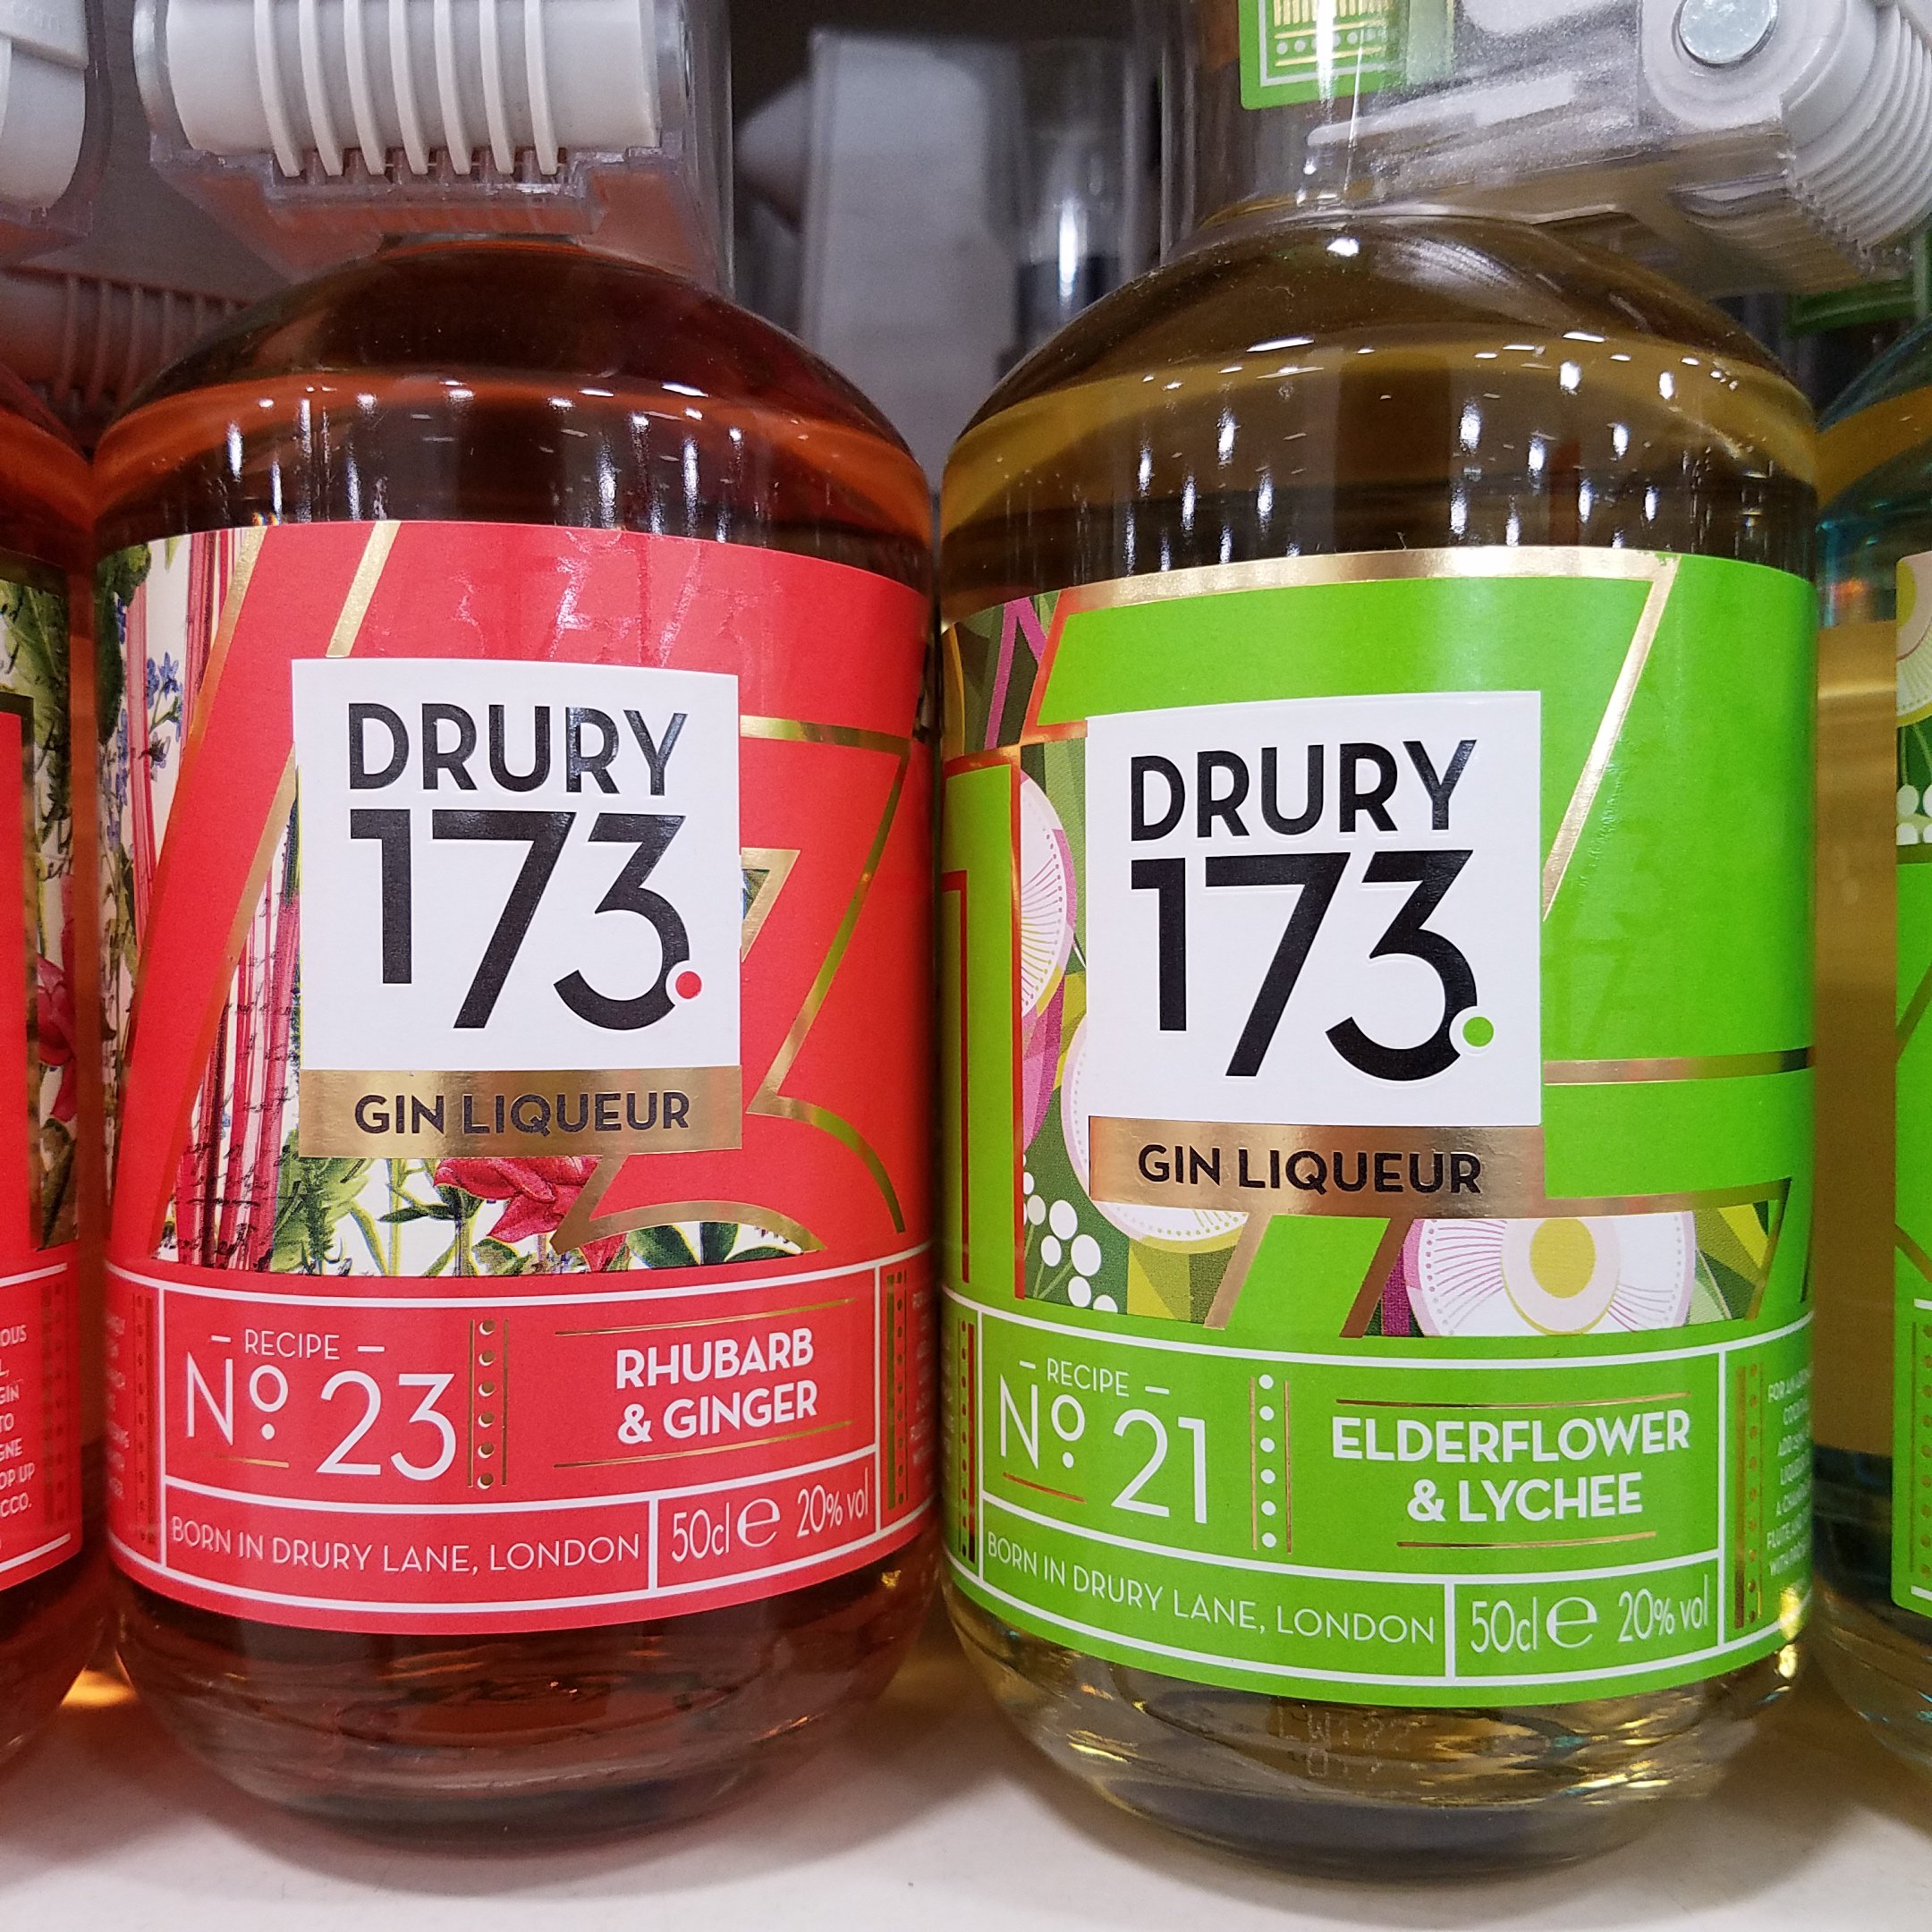 DRURY
173.
GIN LIQUEUR
RECIPE
Nº 23
RHUBARB
& GINGER
BORN IN DRURY LANE, LONDON
50cl e 20% vol
DRURY
173.
GIN LIQUEUR
RECIPE
Nº 21
ELDERFLOWER
& LYCHEE
BORN IN DRURY LANE, LONDON
50cl e 20% vol